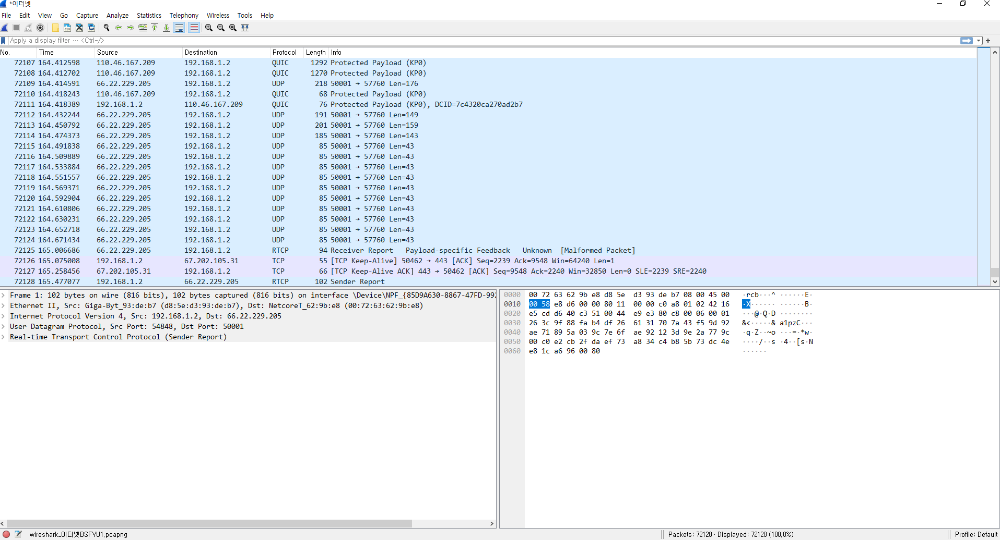 *이더넷
File Edit View Go Capture Analyze Statistics Telephony Wireless Tools Help
Apply a display filter ... <Ctrl-/>
No. Time Source Destination Protocol Length Info
72107 164.412598 110.46.167.209 192.168.1.2 QUIC 1292 Protected Payload (KP0)
72108 164.412702 110.46.167.209 192.168.1.2 QUIC 1270 Protected Payload (KP0)
72109 164.414591 66.22.229.205 192.168.1.2 UDP 218 50001 → 57760 Len=176
72110 164.418243 110.46.167.209 192.168.1.2 QUIC 68 Protected Payload (KP0)
72111 164.418389 192.168.1.2 110.46.167.209 QUIC 76 Protected Payload (KP0), DCID=7c4320ca270ad2b7
72112 164.432244 66.22.229.205 192.168.1.2 UDP 191 50001 → 57760 Len=149
72113 164.450792 66.22.229.205 192.168.1.2 UDP 201 50001 → 57760 Len=159
72114 164.474373 66.22.229.205 192.168.1.2 UDP 185 50001 → 57760 Len=143
72115 164.491838 66.22.229.205 192.168.1.2 UDP 85 50001 → 57760 Len=43
72116 164.509889 66.22.229.205 192.168.1.2 UDP 85 50001 → 57760 Len=43
72117 164.533884 66.22.229.205 192.168.1.2 UDP 85 50001 → 57760 Len=43
72118 164.551557 66.22.229.205 192.168.1.2 UDP 85 50001 → 57760 Len=43
72119 164.569371 66.22.229.205 192.168.1.2 UDP 85 50001 → 57760 Len=43
72120 164.592904 66.22.229.205 192.168.1.2 UDP 85 50001 → 57760 Len=43
72121 164.610806 66.22.229.205 192.168.1.2 UDP 85 50001 → 57760 Len=43
72122 164.630231 66.22.229.205 192.168.1.2 UDP 85 50001 → 57760 Len=43
72123 164.652718 66.22.229.205 192.168.1.2 UDP 85 50001 → 57760 Len=43
72124 164.671434 66.22.229.205 192.168.1.2 UDP 85 50001 → 57760 Len=43
72125 165.006686 66.22.229.205 192.168.1.2 RTCP 94 Receiver Report Payload-specific Feedback Unknown [Malformed Packet]
72126 165.075008 192.168.1.2 67.202.105.31 TCP 55 [TCP Keep-Alive] 50462 → 443 [ACK] Seq=2239 Ack=9548 Win=64240 Len=1
72127 165.258456 67.202.105.31 192.168.1.2 TCP 66 [TCP Keep-Alive ACK] 443 → 50462 [ACK] Seq=9548 Ack=2240 Win=32850 Len=0 SLE=2239 SRE=2240
72128 165.477077 192.168.1.2 66.22.229.205 RTCP 102 Sender Report
Frame 1: 102 bytes on wire (816 bits), 102 bytes captured (816 bits) on interface \Device\NPF_{85D9A630-8867-47FD-992
Ethernet II, Src: Giga-Byt_93:de:b7 (d8:5e:d3:93:de:b7), Dst: NetcoreT_62:9b:e8 (00:72:63:62:9b:e8)
Internet Protocol Version 4, Src: 192.168.1.2, Dst: 66.22.229.205
User Datagram Protocol, Src Port: 54848, Dst Port: 50001
Real-time Transport Control Protocol (Sender Report)
0000 00 72 63 62 9b e8 d8 5e d3 93 de b7 08 00 45 00 ·rcb···^ ······E·
0010 00 58 e8 d6 00 00 80 11 00 00 c0 a8 01 02 42 16 ·X······ ······B·
0020 e5 cd d6 40 c3 51 00 44 e9 e3 80 c8 00 06 00 01 ···@·Q·D ········
0030 26 3c 9f 88 fa b4 df 26 61 31 70 7a 43 f5 9d 92 &<·····& a1pzC···
0040 ae 71 89 5a 03 9c 7e 6f ae 92 12 3d 9e 2a 77 9c ·q·Z··~o ···=·*w·
0050 00 c0 e2 cb 2f da ef 73 a8 34 c4 b8 5b 73 dc 4e ····/··s ·4··[s·N
0060 e8 1c a6 96 00 80 ······
wireshark_이더넷BSFYU1.pcapng Packets: 72128 · Displayed: 72128 (100.0%) Profile: Default